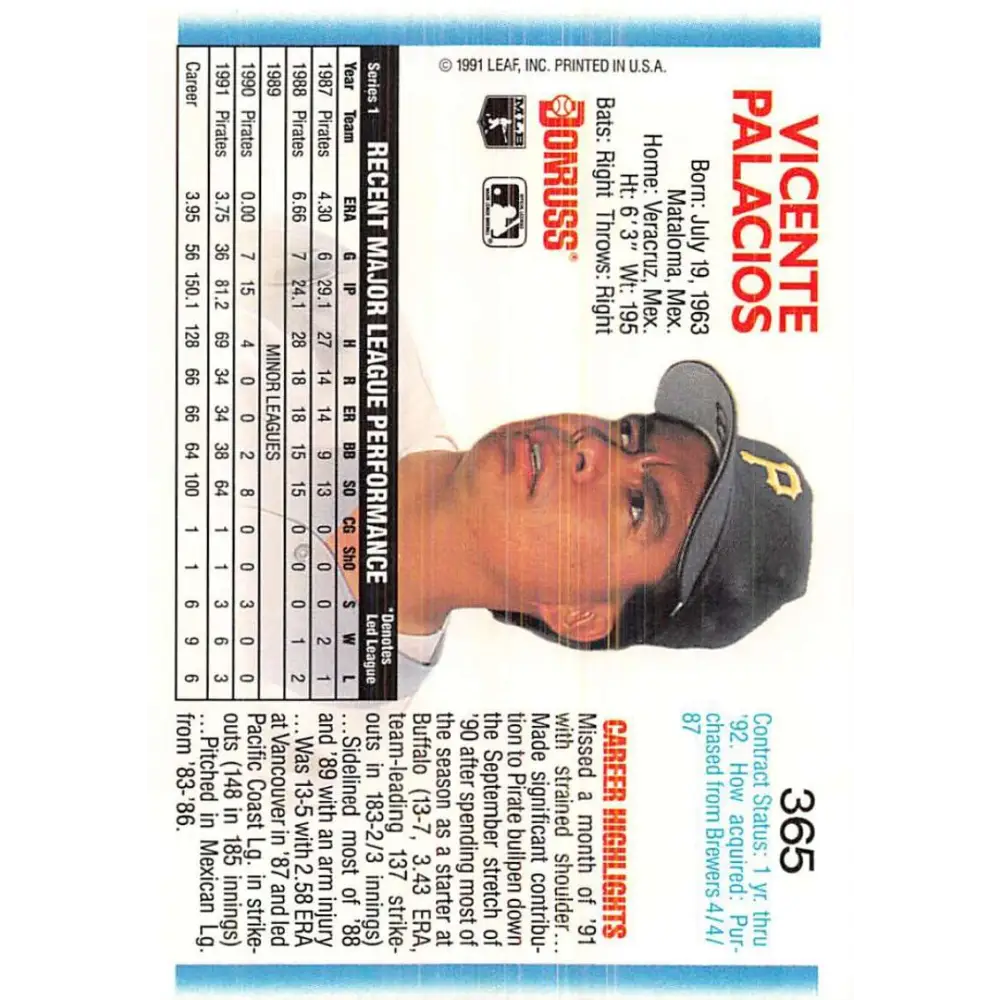 VICENTE
PALACIOS
Born: July 19, 1963
Mataloma, Mex.
Home: Veracruz, Mex.
Ht: 6'3" Wt: 195
Bats: Right Throws: Right
DONRUSS®
MLB
© 1991 LEAF, INC. PRINTED IN U.S.A.
365
Contract Status: 1 yr. thru
'92. How acquired: Pur-
chased from Brewers 4/4/
87
P
CAREER HIGHLIGHTS
Missed a month of '91
with strained shoulder...
Made significant contribu-
tion to Pirate bullpen down
the September stretch of
'90 after spending most of
the season as a starter at
Buffalo (13-7, 3.43 ERA,
team-leading 137 strike-
outs in 183-2/3 innings)
...Sidelined most of '88
and '89 with an arm injury
...Was 13-5 with 2.58 ERA
at Vancouver in '87 and led
Pacific Coast Lg. in strike-
outs (148 in 185 innings)
...Pitched in Mexican Lg.
from '83-'86.
Series 1 RECENT MAJOR LEAGUE PERFORMANCE *Denotes
Led League
Year Team ERA G IP H R ER BB SO CG ShO S W L
1987 Pirates 4.30 6 29.1 27 14 14 9 13 0 0 0 2 1
1988 Pirates 6.66 7 24.1 28 18 18 15 15 0 0 0 1 2
1989 MINOR LEAGUES
1990 Pirates 0.00 7 15 4 0 0 2 8 0 0 3 0 0
1991 Pirates 3.75 36 81.2 69 34 34 38 64 1 1 3 6 3
Career 3.95 56 150.1 128 66 66 64 100 1 1 6 9 6